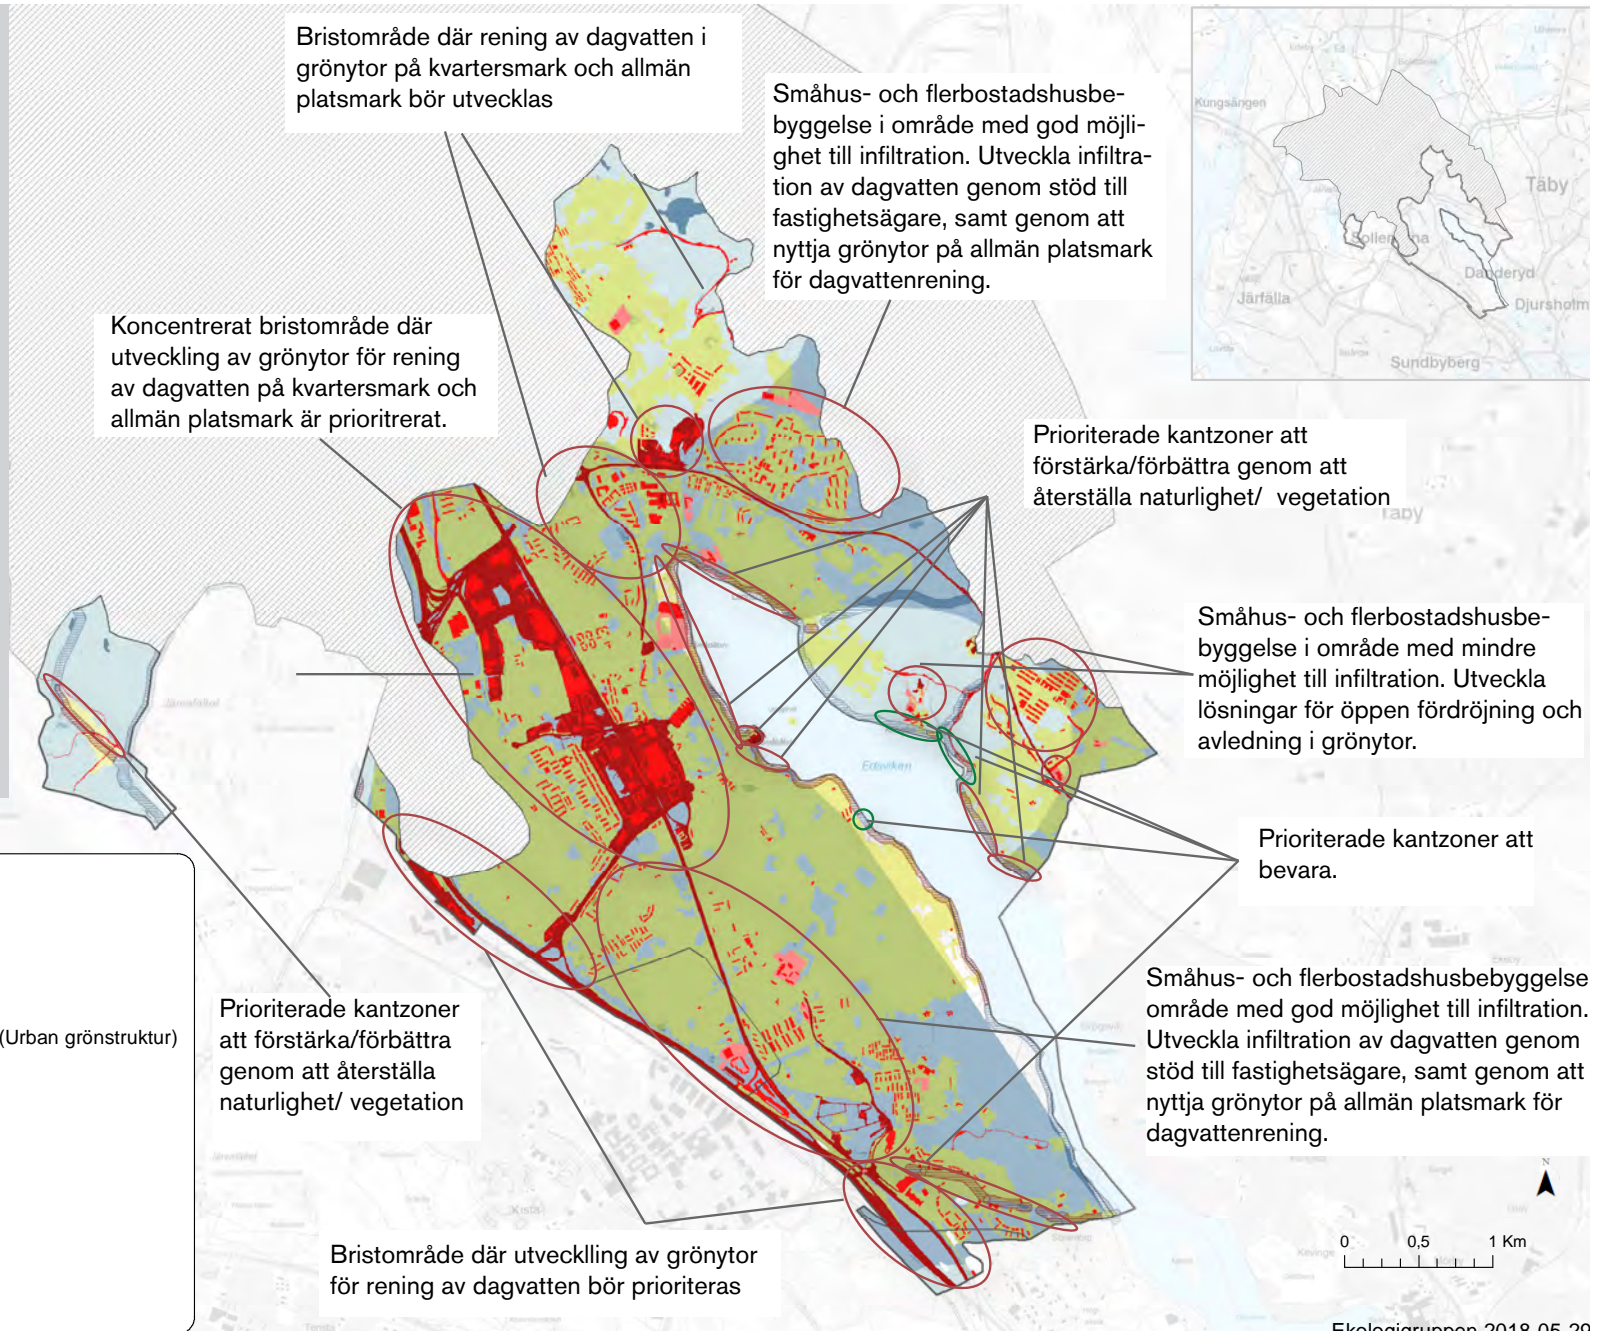 Bristområde där rening av dagvatten i
grönytor på kvartersmark och allmän
platsmark bör utvecklas
Småhus- och flerbostadshusbe-
byggelse i område med god möjli-
ghet till infiltration. Utveckla infiltra-
tion av dagvatten genom stöd till
fastighetsägare, samt genom att
nyttja grönytor på allmän platsmark
för dagvattenrening.
Kungsängen
Täby
Danderyd
Djursholm
Järfälla
Sundbyberg
Koncentrerat bristområde där
utveckling av grönytor för rening
av dagvatten på kvartersmark och
allmän platsmark är prioritrerat.
Prioriterade kantzoner att
förstärka/förbättra genom att
återställa naturlighet/ vegetation
Täby
Småhus- och flerbostadshusbe-
byggelse i område med mindre
möjlighet till infiltration. Utveckla
lösningar för öppen fördröjning och
avledning i grönytor.
Edsviken
Prioriterade kantzoner att
bevara.
Småhus- och flerbostadshusbebyggelse
område med god möjlighet till infiltration.
Utveckla infiltration av dagvatten genom
stöd till fastighetsägare, samt genom att
nyttja grönytor på allmän platsmark för
dagvattenrening.
(Urban grönstruktur)
Prioriterade kantzoner
att förstärka/förbättra
genom att återställa
naturlighet/ vegetation
Kista
Bristområde där utvecklling av grönytor
för rening av dagvatten bör prioriteras
N
0 0,5 1 Km
Ekologigruppen 2018-05-29